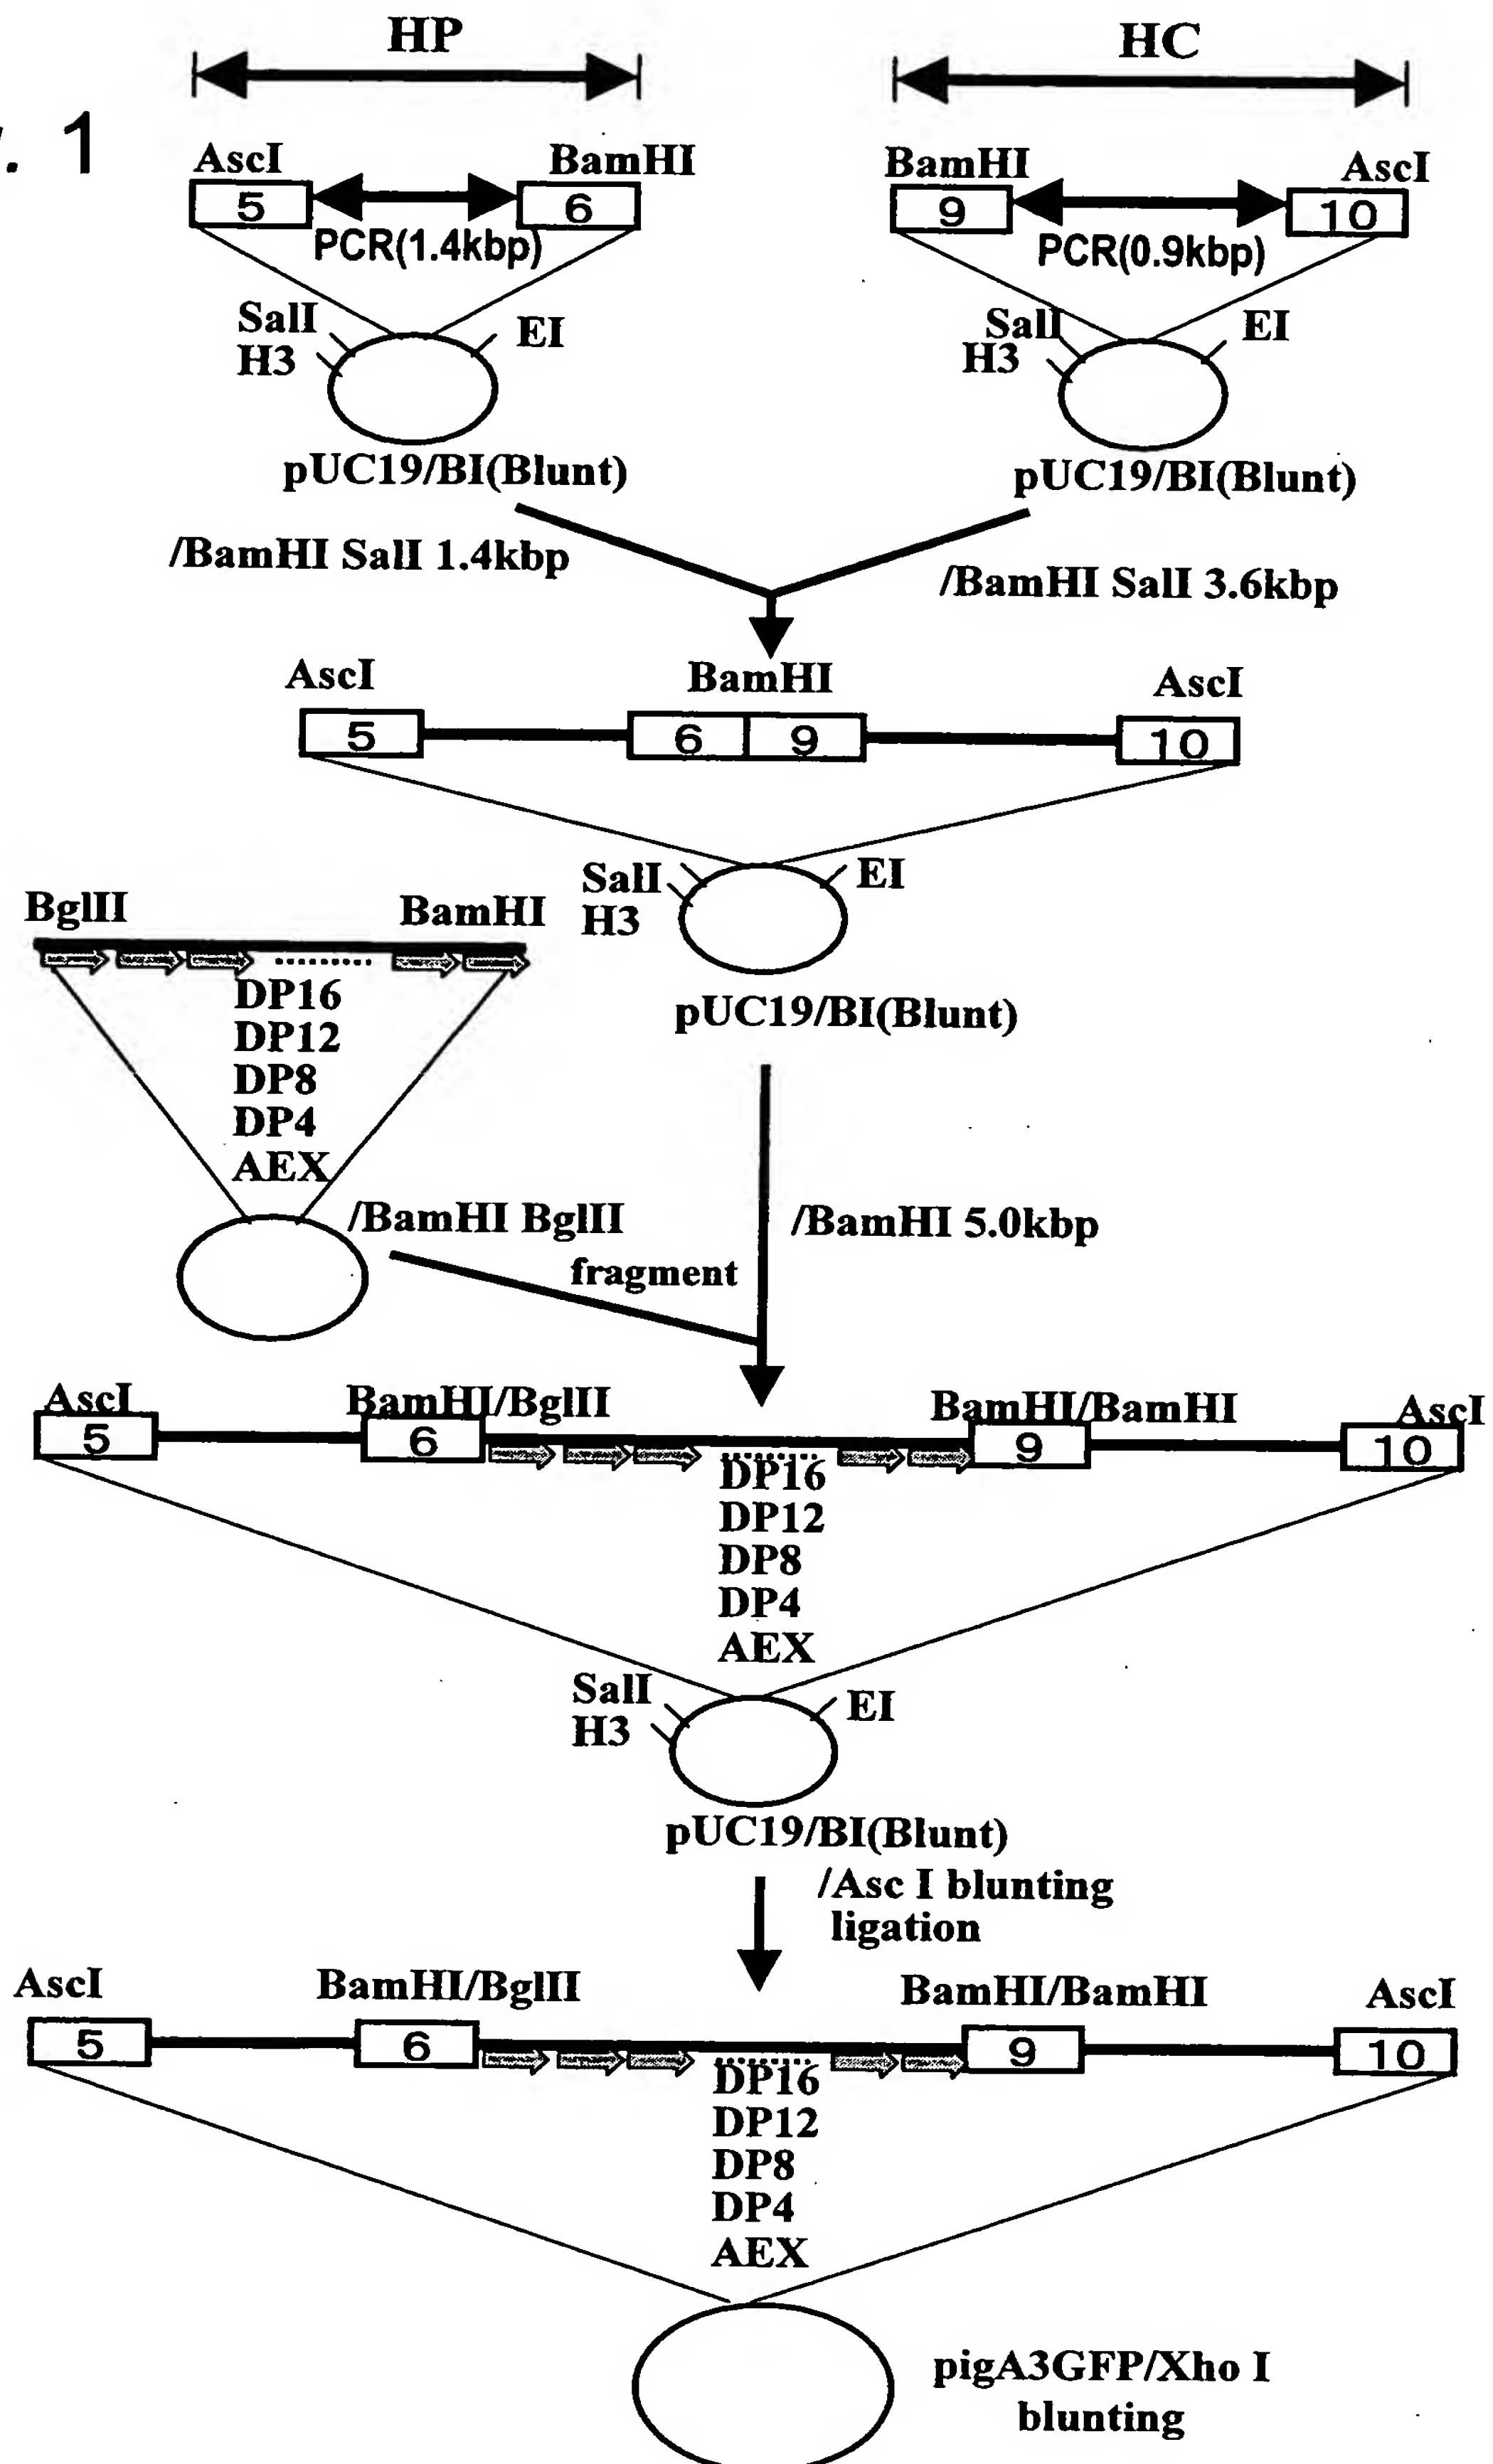 . 1
HP
HC
AscI
BamHI
BamHI
AscI
5
6
9
10
PCR(1.4kbp)
PCR(0.9kbp)
SalI
EI
H3
SalI
EI
H3
pUC19/BI(Blunt)
pUC19/BI(Blunt)
/BamHI SalI 1.4kbp
/BamHI SalI 3.6kbp
AscI
BamHI
AscI
5
6
9
10
SalI
EI
H3
pUC19/BI(Blunt)
BglII
BamHI
DP16
DP12
DP8
DP4
AEX
/BamHI BglII
fragment
/BamHI 5.0kbp
AscI
BamHI/BglII
BamHI/BamHI
AscI
5
6
9
10
DP16
DP12
DP8
DP4
AEX
SalI
EI
H3
pUC19/BI(Blunt)
/Asc I blunting
ligation
AscI
BamHI/BglII
BamHI/BamHI
AscI
5
6
9
10
DP16
DP12
DP8
DP4
AEX
pigA3GFP/Xho I
blunting